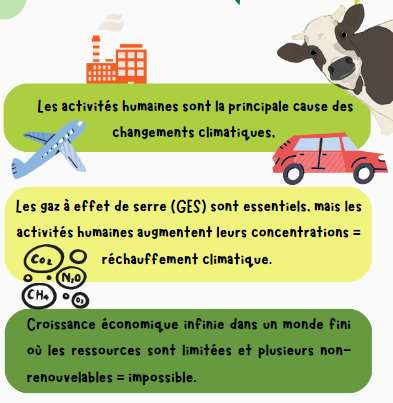 Les activités humaines sont la principale cause des
changements climatiques.
Les gaz à effet de serre (GES) sont essentiels, mais les
activités humaines augmentent leurs concentrations =
réchauffement climatique.
CO2
N2O
CH4
O3
Croissance économique infinie dans un monde fini
où les ressources sont limitées et plusieurs non-
renouvelables = impossible.